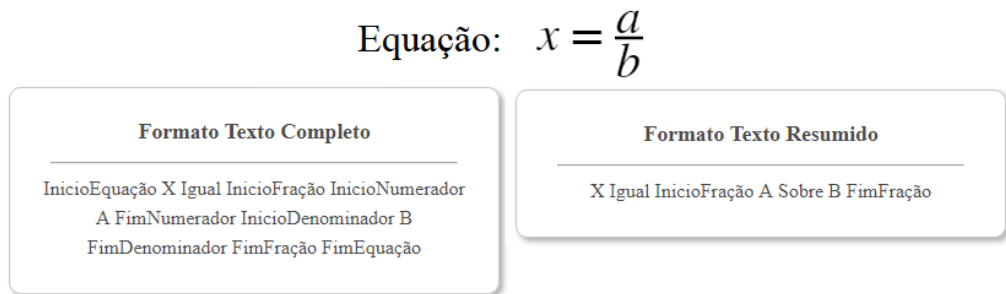 Equação: x = a/b
Formato Texto Completo
InicioEquação X Igual InicioFração InicioNumerador
A FimNumerador InicioDenominador B
FimDenominador FimFração FimEquação
Formato Texto Resumido
X Igual InicioFração A Sobre B FimFração